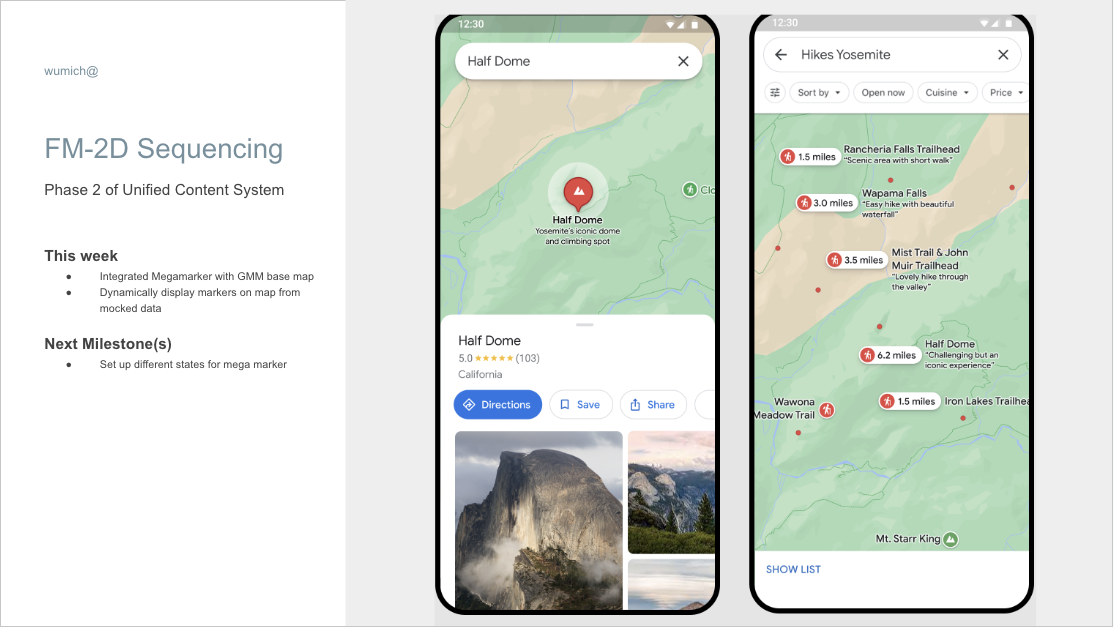 wumich@
FM-2D Sequencing
Phase 2 of Unified Content System
This week
● Integrated Megamarker with GMM base map
● Dynamically display markers on map from
mocked data
Next Milestone(s)
● Set up different states for mega marker
12:30
Half Dome
Clo
Half Dome
Yosemite's iconic dome
and climbing spot
Half Dome
5.0 ★★★★★ (103)
California
Directions
Save
Share
12:30
Hikes Yosemite
Sort by
Open now
Cuisine
Price
1.5 miles
Rancheria Falls Trailhead
"Scenic area with short walk"
3.0 miles
Wapama Falls
"Easy hike with beautiful
waterfall"
3.5 miles
Mist Trail & John
Muir Trailhead
"Lovely hike through
the valley"
6.2 miles
Half Dome
"Challenging but an
iconic experience"
1.5 miles
Iron Lakes Trailhea
Wawona
Meadow Trail
Mt. Starr King
SHOW LIST